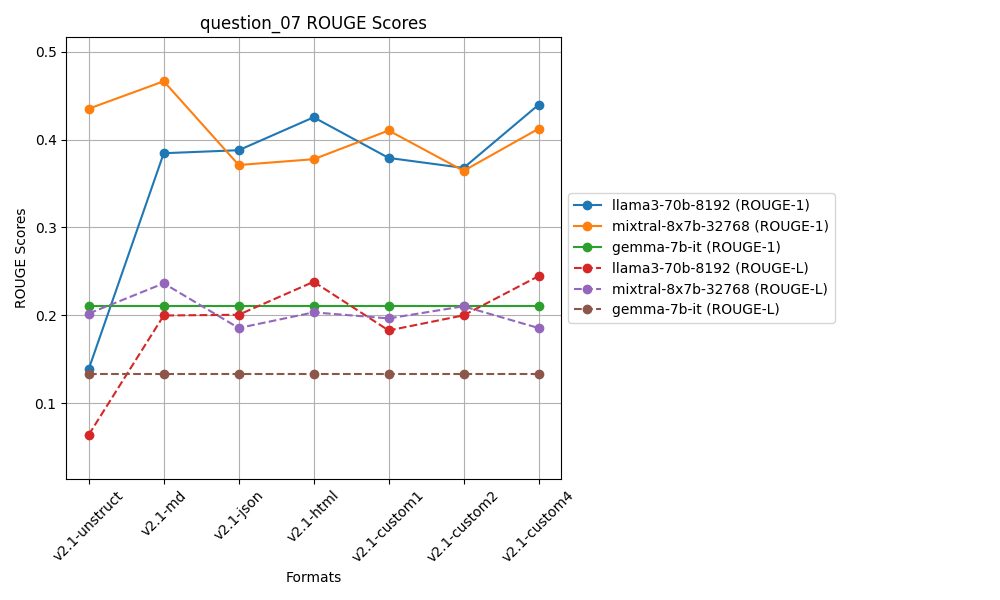 question_07 ROUGE Scores
ROUGE Scores
0.5
0.4
0.3
0.2
0.1
v2.1-unstruct
v2.1-md
v2.1-json
v2.1-html
v2.1-custom1
v2.1-custom2
v2.1-custom4
Formats
llama3-70b-8192 (ROUGE-1)
mixtral-8x7b-32768 (ROUGE-1)
gemma-7b-it (ROUGE-1)
llama3-70b-8192 (ROUGE-L)
mixtral-8x7b-32768 (ROUGE-L)
gemma-7b-it (ROUGE-L)